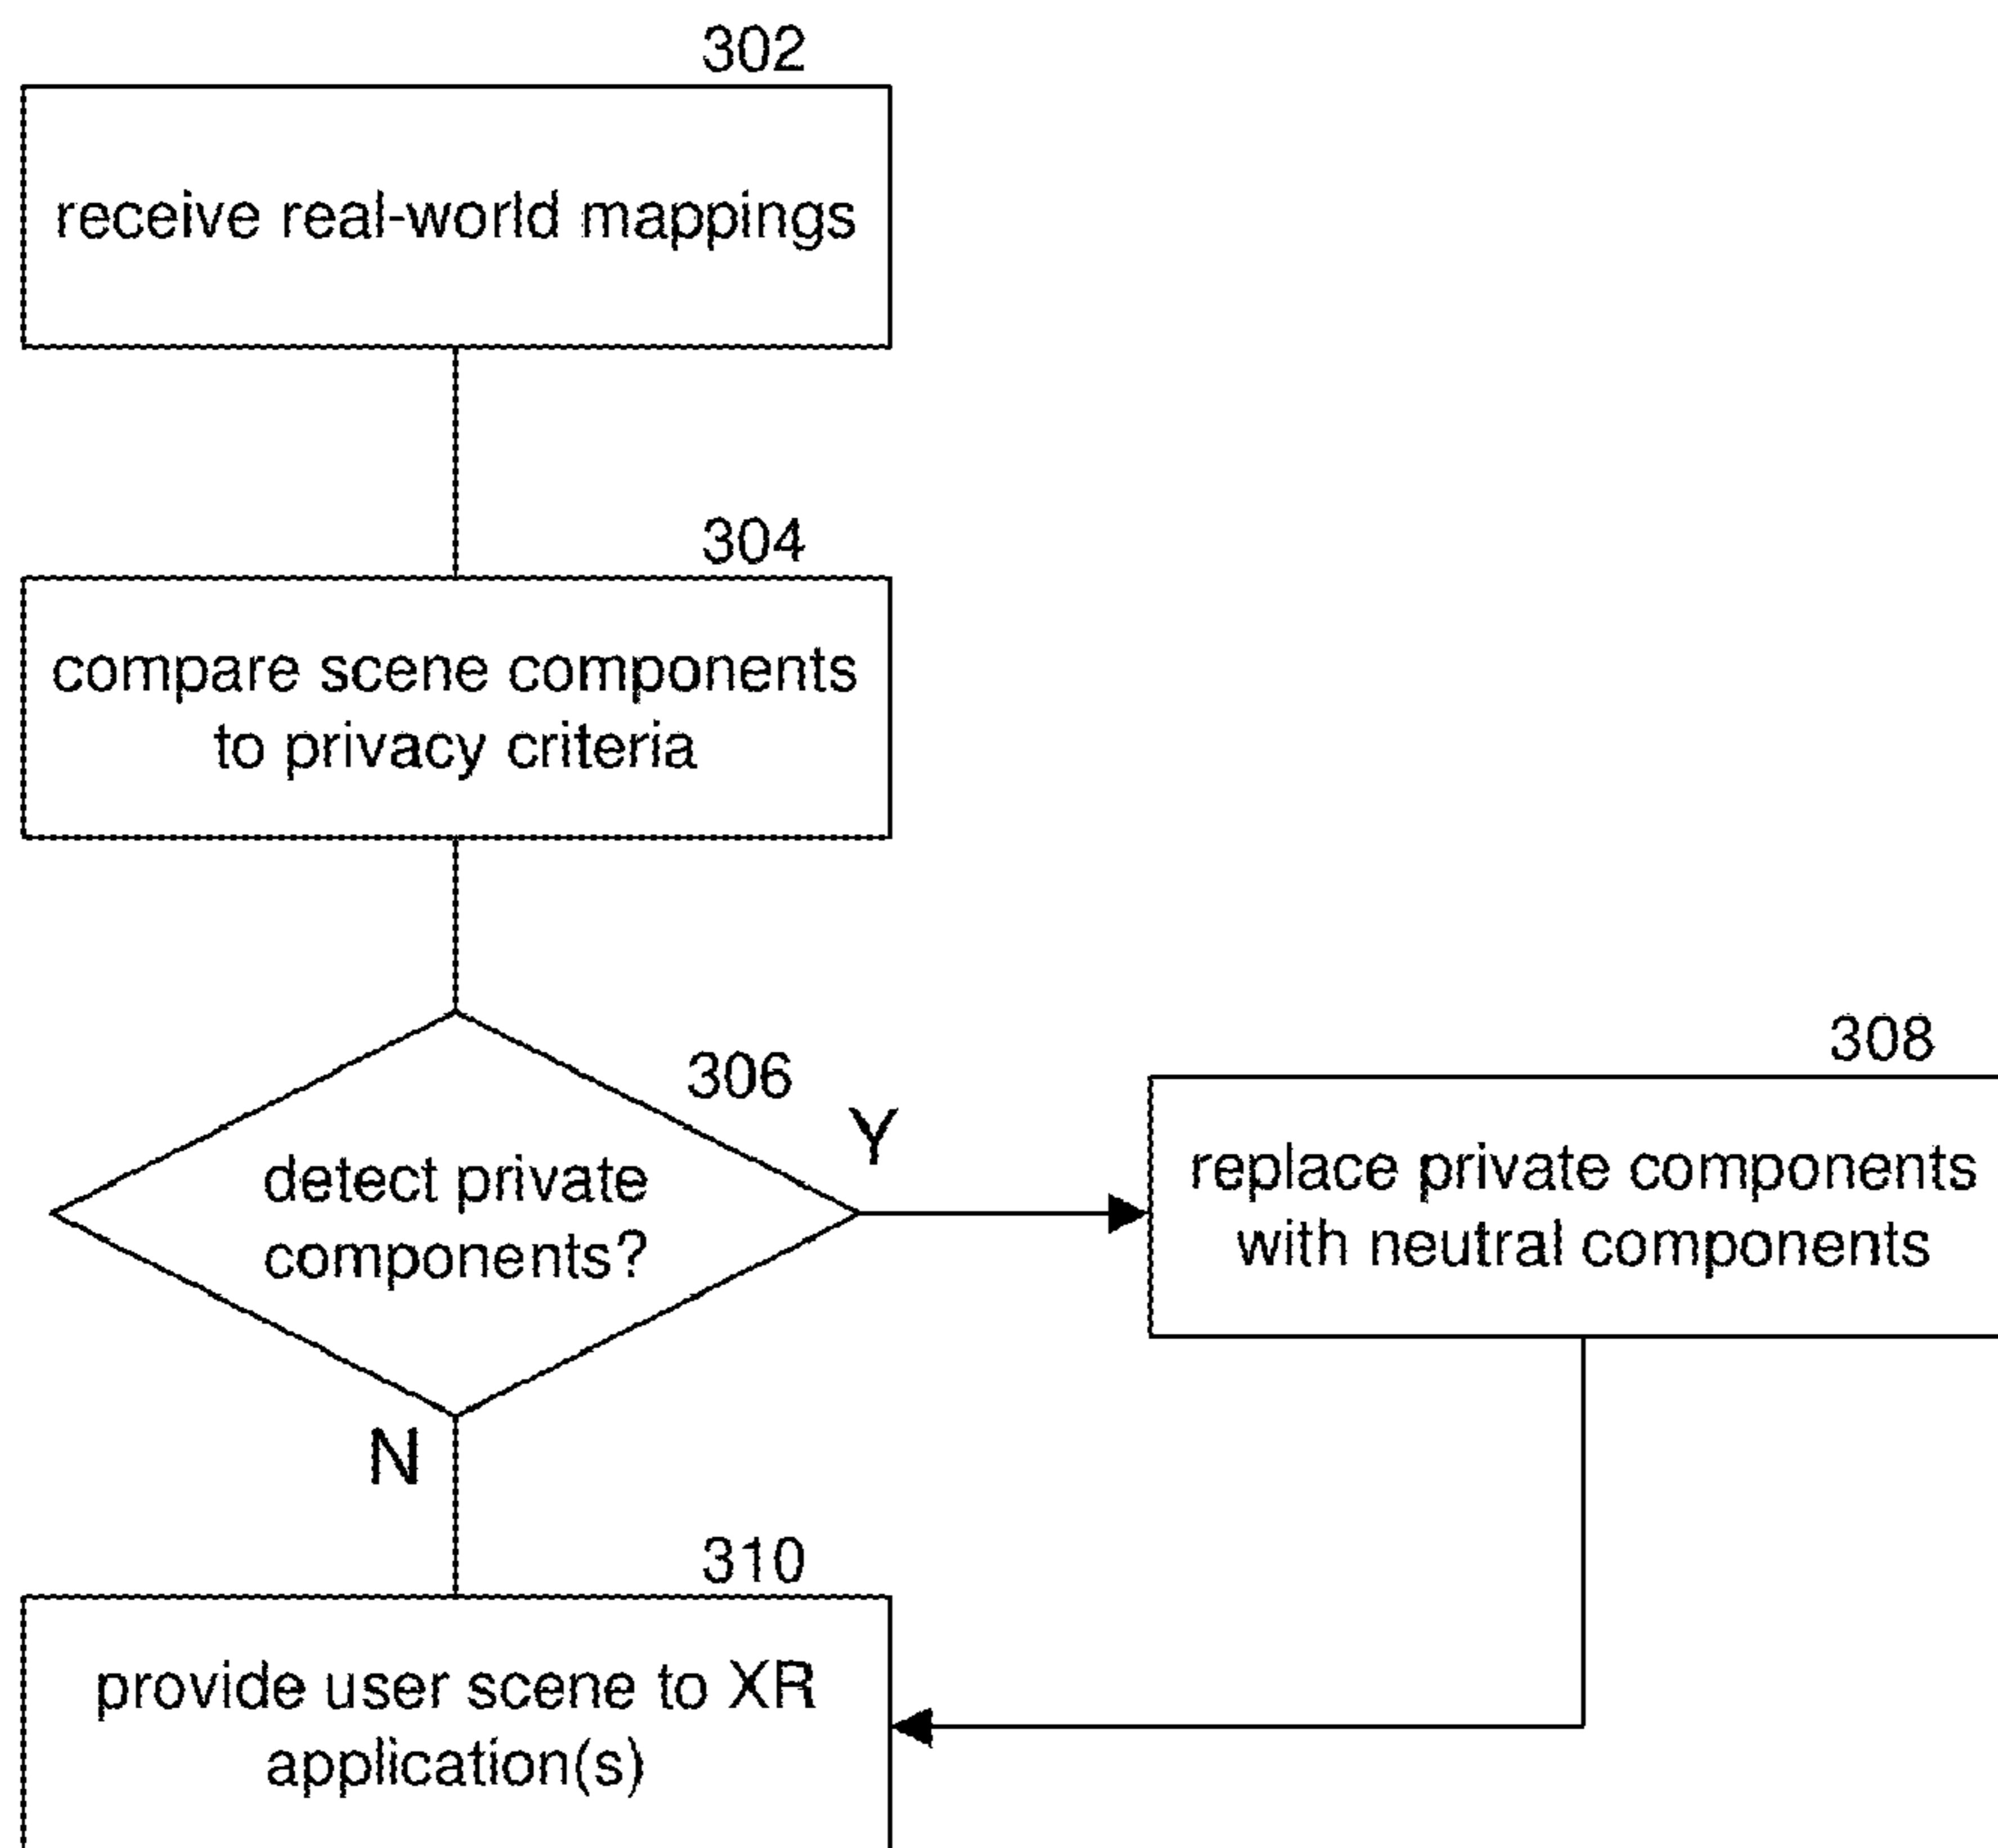 302
receive real-world mappings
304
compare scene components
to privacy criteria
306
detect private
components?
Y
308
replace private components
with neutral components
N
310
provide user scene to XR
application(s)